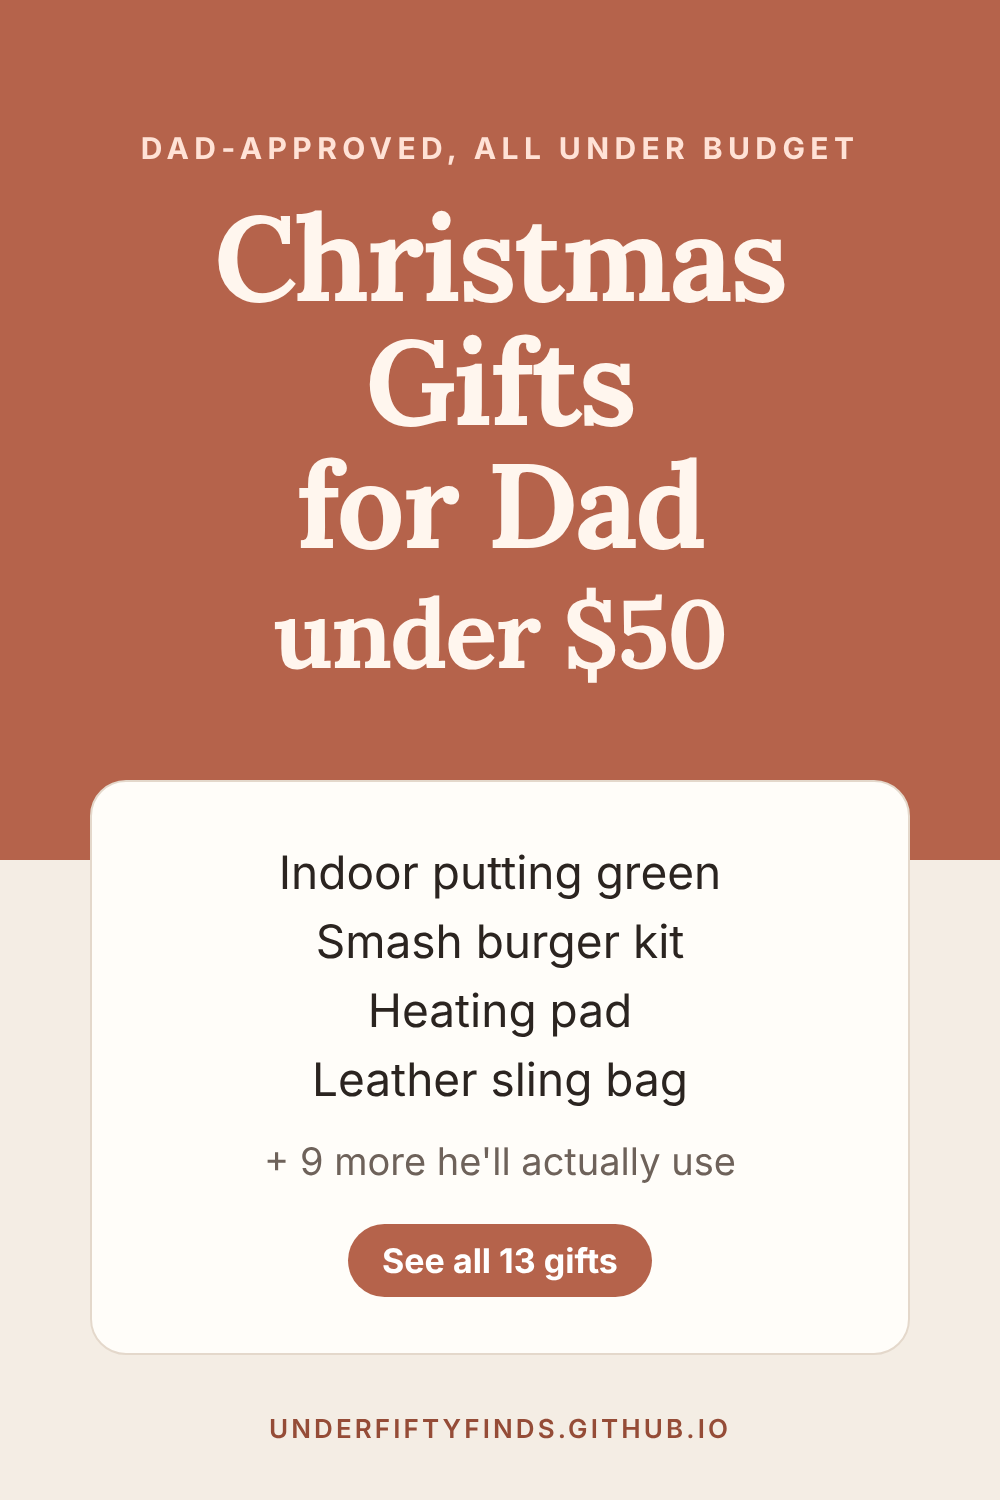 DAD-APPROVED, ALL UNDER BUDGET
Christmas
Gifts
for Dad
under $50
Indoor putting green
Smash burger kit
Heating pad
Leather sling bag
+ 9 more he'll actually use
See all 13 gifts
UNDERFIFTYFINDS.GITHUB.IO